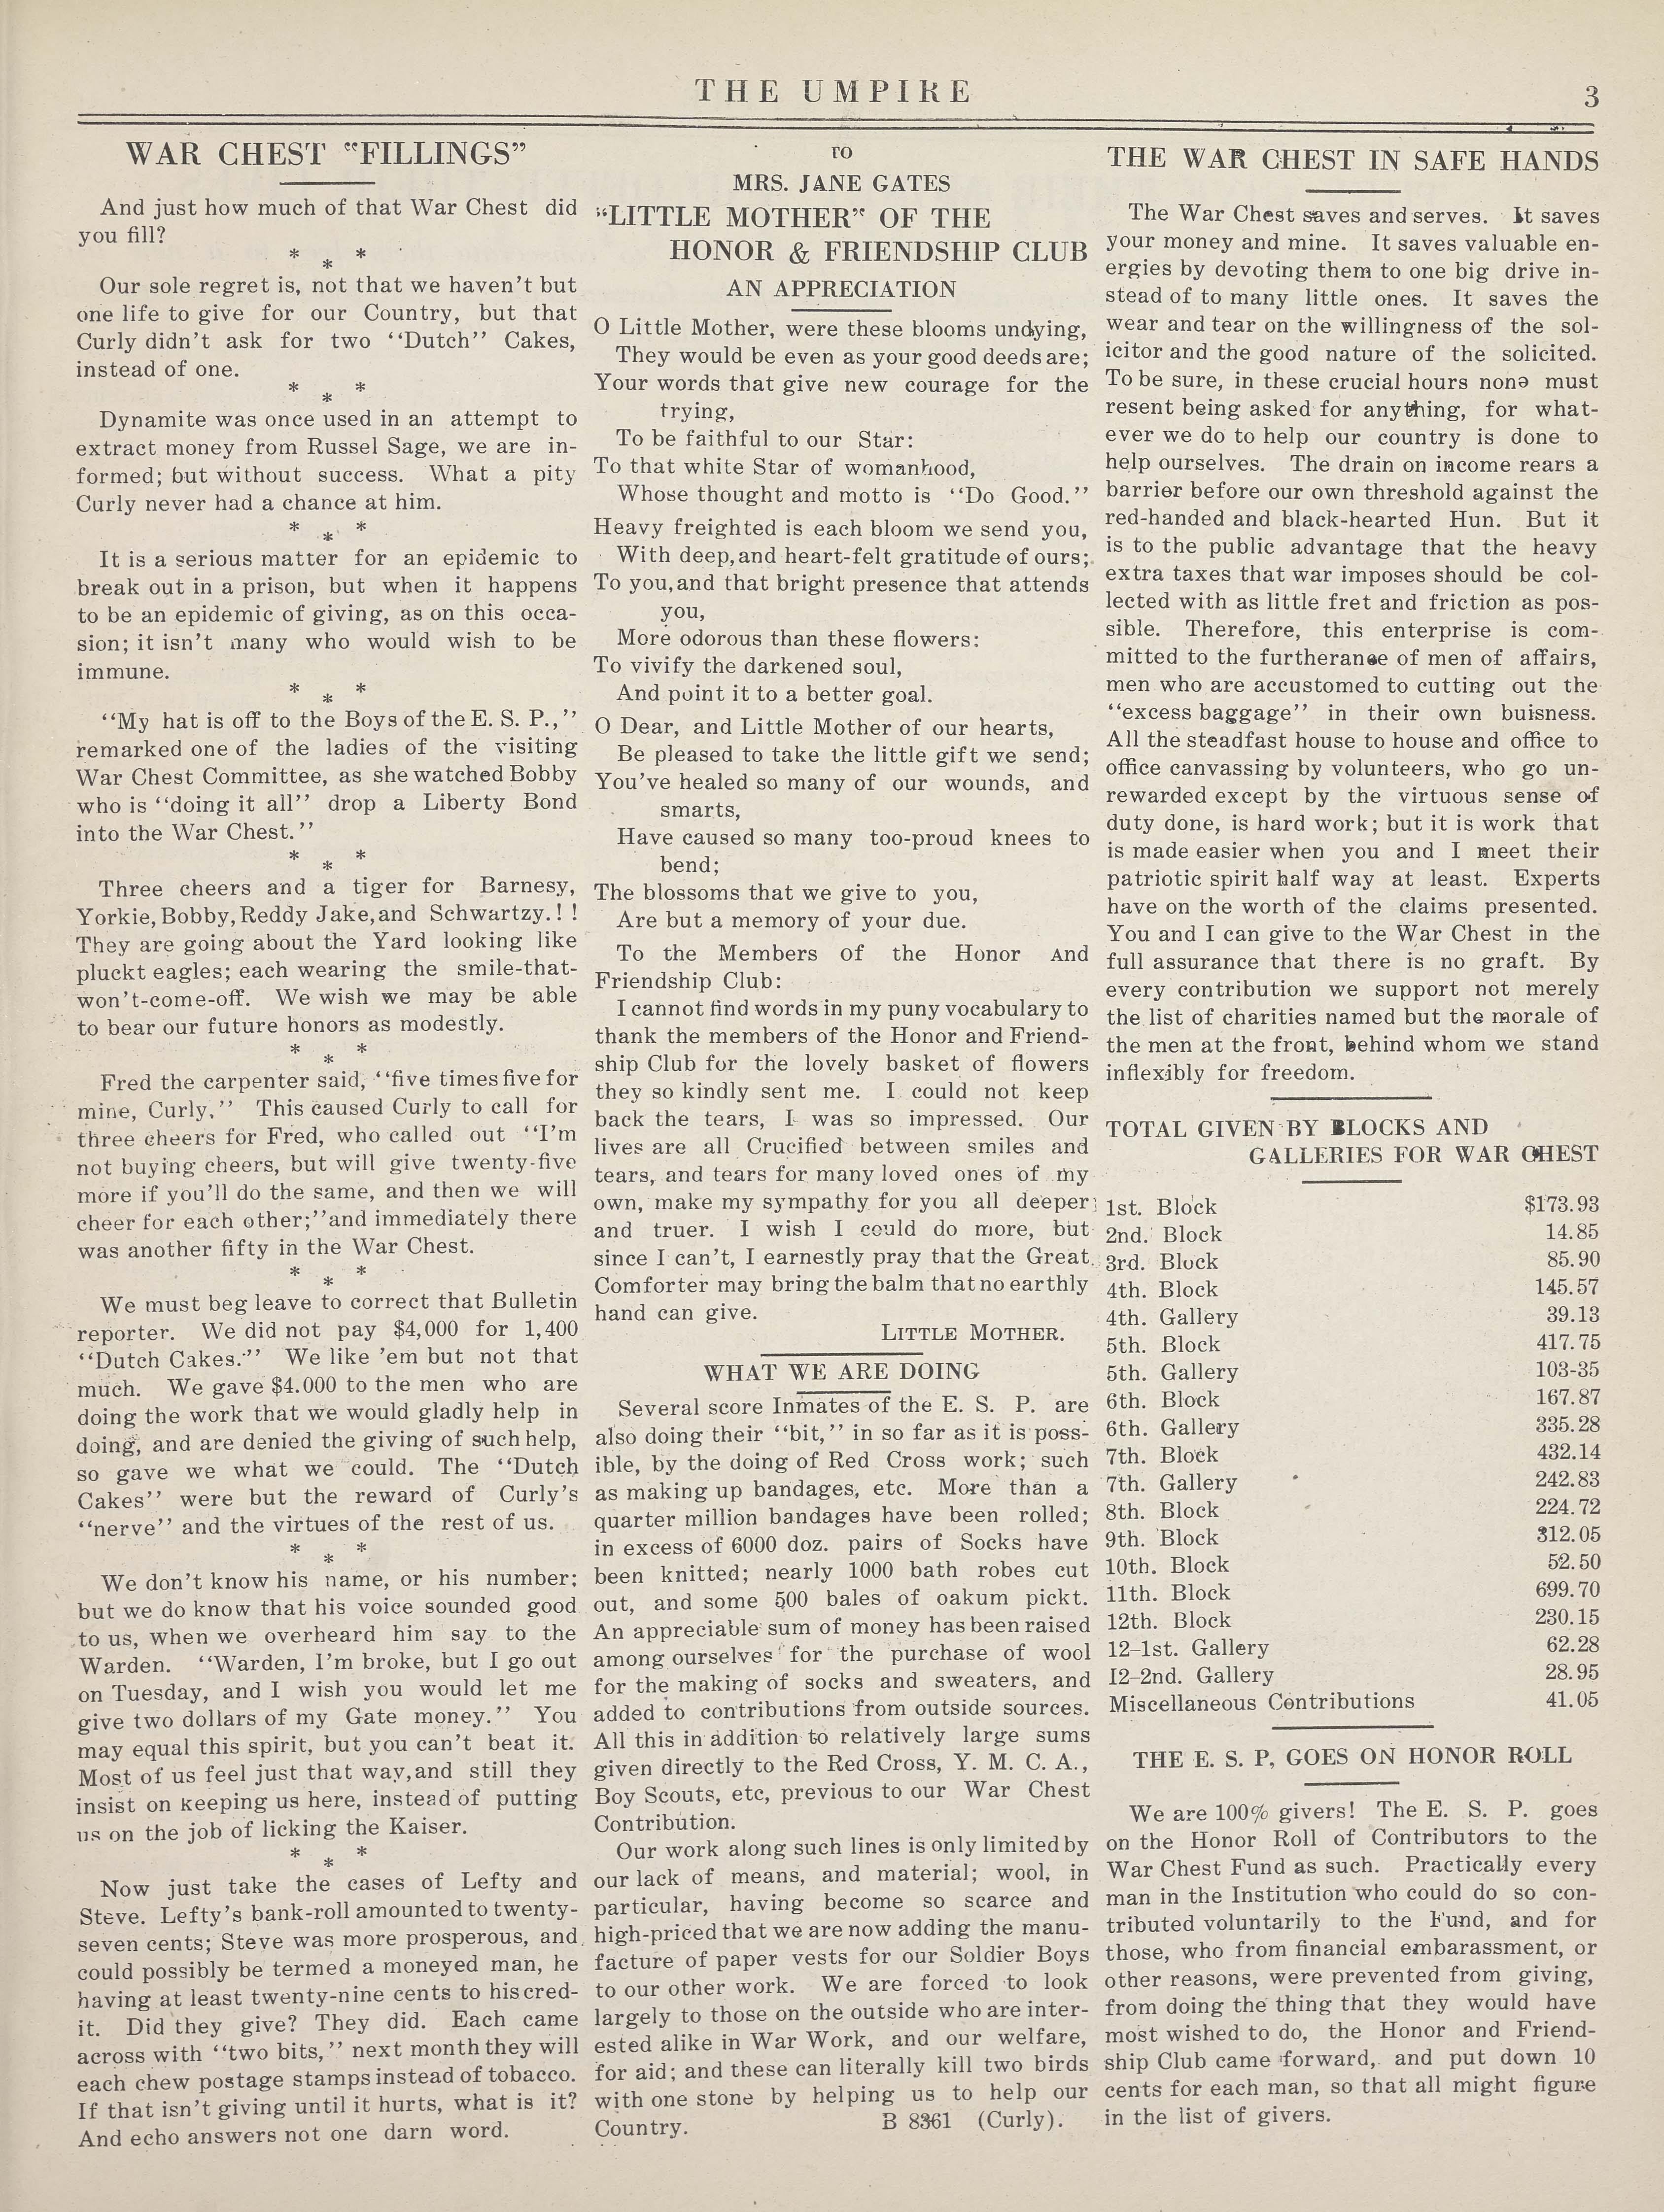 THE UMPIRE
3
WAR CHEST "FILLINGS"
And just how much of that War Chest did
you fill?
* * *
Our sole regret is, not that we haven't but
one life to give for our Country, but that
Curly didn't ask for two "Dutch" Cakes,
instead of one.
* * *
Dynamite was once used in an attempt to
extract money from Russel Sage, we are in-
formed; but without success. What a pity
Curly never had a chance at him.
* * *
It is a serious matter for an epidemic to
break out in a prison, but when it happens
to be an epidemic of giving, as on this occa-
sion; it isn't many who would wish to be
immune.
* * *
"My hat is off to the Boys of the E. S. P.,"
remarked one of the ladies of the visiting
War Chest Committee, as she watched Bobby
who is "doing it all" drop a Liberty Bond
into the War Chest."
* * *
Three cheers and a tiger for Barnesy,
Yorkie, Bobby, Reddy Jake, and Schwartzy.! !
They are going about the Yard looking like
pluckt eagles; each wearing the smile-that-
won't-come-off. We wish we may be able
to bear our future honors as modestly.
* * *
Fred the carpenter said, "five times five for
mine, Curly," This caused Curly to call for
three cheers for Fred, who called out "I'm
not buying cheers, but will give twenty-five
more if you'll do the same, and then we will
cheer for each other;"and immediately there
was another fifty in the War Chest.
* * *
We must beg leave to correct that Bulletin
reporter. We did not pay $4,000 for 1,400
"Dutch Cakes." We like 'em but not that
much. We gave $4.000 to the men who are
doing the work that we would gladly help in
doing, and are denied the giving of such help,
so gave we what we could. The "Dutch
Cakes" were but the reward of Curly's
"nerve" and the virtues of the rest of us.
* * *
We don't know his name, or his number;
but we do know that his voice sounded good
to us, when we overheard him say to the
Warden. "Warden, I'm broke, but I go out
on Tuesday, and I wish you would let me
give two dollars of my Gate money." You
may equal this spirit, but you can't beat it.
Most of us feel just that way,and still they
insist on keeping us here, instead of putting
us on the job of licking the Kaiser.
* * *
Now just take the cases of Lefty and
Steve. Lefty's bank-roll amounted to twenty-
seven cents; Steve was more prosperous, and
could possibly be termed a moneyed man, he
having at least twenty-nine cents to his cred-
it. Did they give? They did. Each came
across with "two bits," next month they will
each chew postage stamps instead of tobacco.
If that isn't giving until it hurts, what is it?
And echo answers not one darn word.
TO
MRS. JANE GATES
"LITTLE MOTHER" OF THE
HONOR & FRIENDSHIP CLUB
AN APPRECIATION
O Little Mother, were these blooms undying,
They would be even as your good deeds are;
Your words that give new courage for the
trying,
To be faithful to our Star:
To that white Star of womanhood,
Whose thought and motto is "Do Good."
Heavy freighted is each bloom we send you,
With deep, and heart-felt gratitude of ours;
To you, and that bright presence that attends
you,
More odorous than these flowers:
To vivify the darkened soul,
And point it to a better goal.
O Dear, and Little Mother of our hearts,
Be pleased to take the little gift we send;
You've healed so many of our wounds, and
smarts,
Have caused so many too-proud knees to
bend;
The blossoms that we give to you,
Are but a memory of your due.
To the Members of the Honor And
Friendship Club:
I cannot find words in my puny vocabulary to
thank the members of the Honor and Friend-
ship Club for the lovely basket of flowers
they so kindly sent me. I could not keep
back the tears, I was so impressed. Our
lives are all Crucified between smiles and
tears, and tears for many loved ones of my
own, make my sympathy for you all deeper
and truer. I wish I could do more, but
since I can't, I earnestly pray that the Great
Comforter may bring the balm that no earthly
hand can give.
LITTLE MOTHER.
WHAT WE ARE DOING
Several score Inmates of the E. S. P. are
also doing their "bit," in so far as it is poss-
ible, by the doing of Red Cross work; such
as making up bandages, etc. More than a
quarter million bandages have been rolled;
in excess of 6000 doz. pairs of Socks have
been knitted; nearly 1000 bath robes cut
out, and some 500 bales of oakum pickt.
An appreciable sum of money has been raised
among ourselves for the purchase of wool
for the making of socks and sweaters, and
added to contributions from outside sources.
All this in addition to relatively large sums
given directly to the Red Cross, Y. M. C. A.,
Boy Scouts, etc, previous to our War Chest
Contribution.
Our work along such lines is only limited by
our lack of means, and material; wool, in
particular, having become so scarce and
high-priced that we are now adding the manu-
facture of paper vests for our Soldier Boys
to our other work. We are forced to look
largely to those on the outside who are inter-
ested alike in War Work, and our welfare,
for aid; and these can literally kill two birds
with one stone by helping us to help our
Country. B 8361 (Curly).
THE WAR CHEST IN SAFE HANDS
The War Chest saves and serves. It saves
your money and mine. It saves valuable en-
ergies by devoting them to one big drive in-
stead of to many little ones. It saves the
wear and tear on the willingness of the sol-
icitor and the good nature of the solicited.
To be sure, in these crucial hours none must
resent being asked for anything, for what-
ever we do to help our country is done to
help ourselves. The drain on income rears a
barrier before our own threshold against the
red-handed and black-hearted Hun. But it
is to the public advantage that the heavy
extra taxes that war imposes should be col-
lected with as little fret and friction as pos-
sible. Therefore, this enterprise is com-
mitted to the furtherance of men of affairs,
men who are accustomed to cutting out the
"excess baggage" in their own buisness.
All the steadfast house to house and office to
office canvassing by volunteers, who go un-
rewarded except by the virtuous sense of
duty done, is hard work; but it is work that
is made easier when you and I meet their
patriotic spirit half way at least. Experts
have on the worth of the claims presented.
You and I can give to the War Chest in the
full assurance that there is no graft. By
every contribution we support not merely
the list of charities named but the morale of
the men at the front, behind whom we stand
inflexibly for freedom.
TOTAL GIVEN BY BLOCKS AND
GALLERIES FOR WAR CHEST
1st. Block $173.93
2nd. Block 14.85
3rd. Block 85.90
4th. Block 145.57
4th. Gallery 39.13
5th. Block 417.75
5th. Gallery 103-35
6th. Block 167.87
6th. Gallery 335.28
7th. Block 432.14
7th. Gallery 242.83
8th. Block 224.72
9th. Block 312.05
10th. Block 52.50
11th. Block 699.70
12th. Block 230.15
12-1st. Gallery 62.28
12-2nd. Gallery 28.95
Miscellaneous Contributions 41.05
THE E. S. P, GOES ON HONOR ROLL
We are 100% givers! The E. S. P. goes
on the Honor Roll of Contributors to the
War Chest Fund as such. Practically every
man in the Institution who could do so con-
tributed voluntarily to the Fund, and for
those, who from financial embarassment, or
other reasons, were prevented from giving,
from doing the thing that they would have
most wished to do, the Honor and Friend-
ship Club came forward, and put down 10
cents for each man, so that all might figure
in the list of givers.